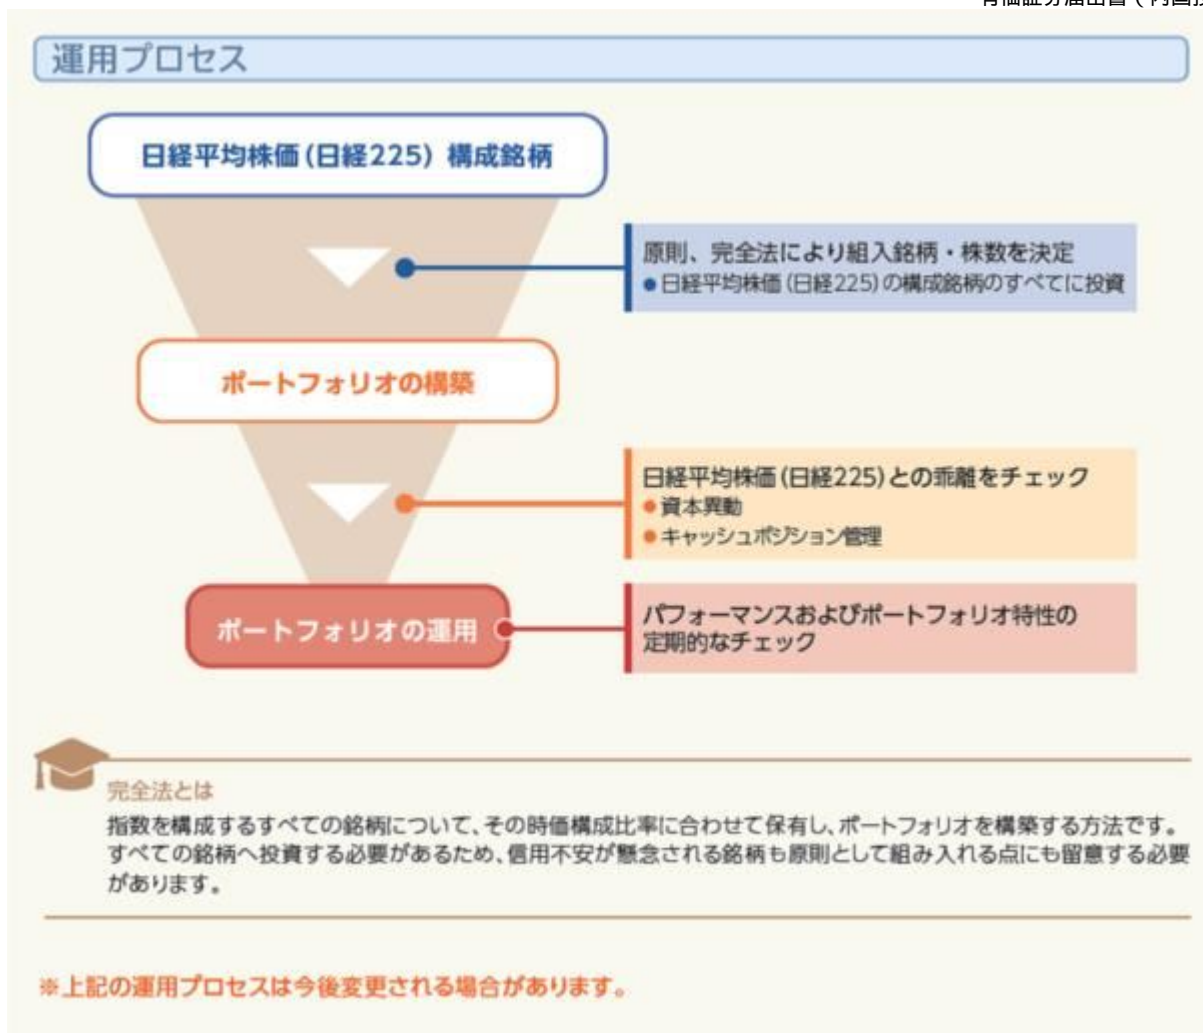 有価証券届出書(内国投
運用プロセス
日経平均株価(日経225) 構成銘柄
原則、完全法により組入銘柄・株数を決定
●日経平均株価(日経225)の構成銘柄のすべてに投資
ポートフォリオの構築
日経平均株価(日経225)との乖離をチェック
●資本異動
●キャッシュポジション管理
ポートフォリオの運用
パフォーマンスおよびポートフォリオ特性の
定期的なチェック
完全法とは
指数を構成するすべての銘柄について、その時価構成比率に合わせて保有し、ポートフォリオを構築する方法です。
すべての銘柄へ投資する必要があるため、信用不安が懸念される銘柄も原則として組み入れる点にも留意する必要
があります。
※上記の運用プロセスは今後変更される場合があります。